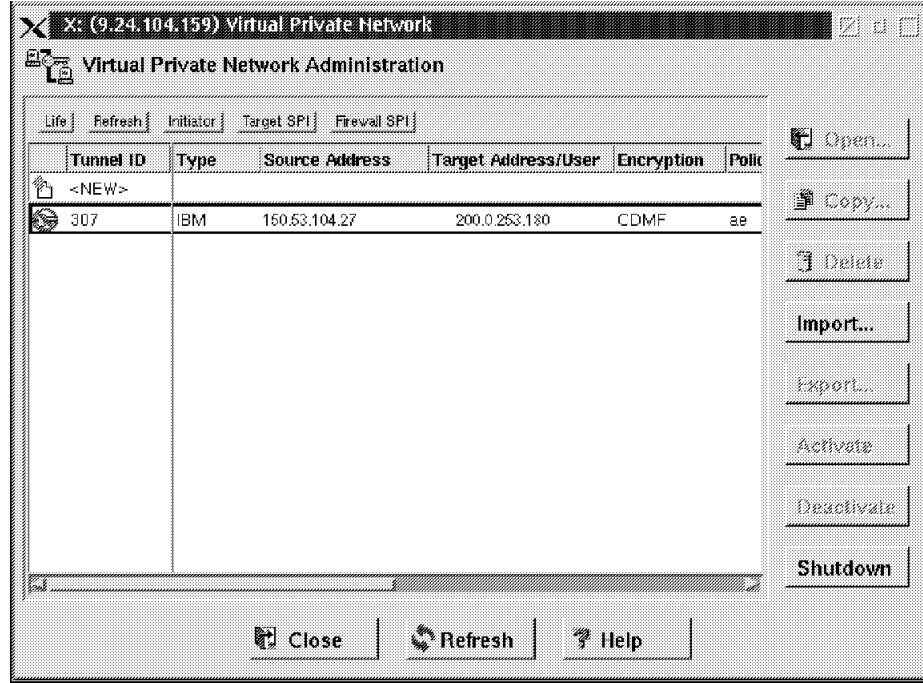 X: (9.24.104.159) Virtual Private Network
Virtual Private Network Administration
Life Refresh Initiator Target SPI Firewall SPI
Tunnel ID Type Source Address Target Address/User Encryption Polic
<NEW>
307 IBM 150.53.104.27 200.0.253.180 CDMF ae
Open...
Copy...
Delete
Import...
Export...
Activate
Deactivate
Shutdown
Close Refresh Help